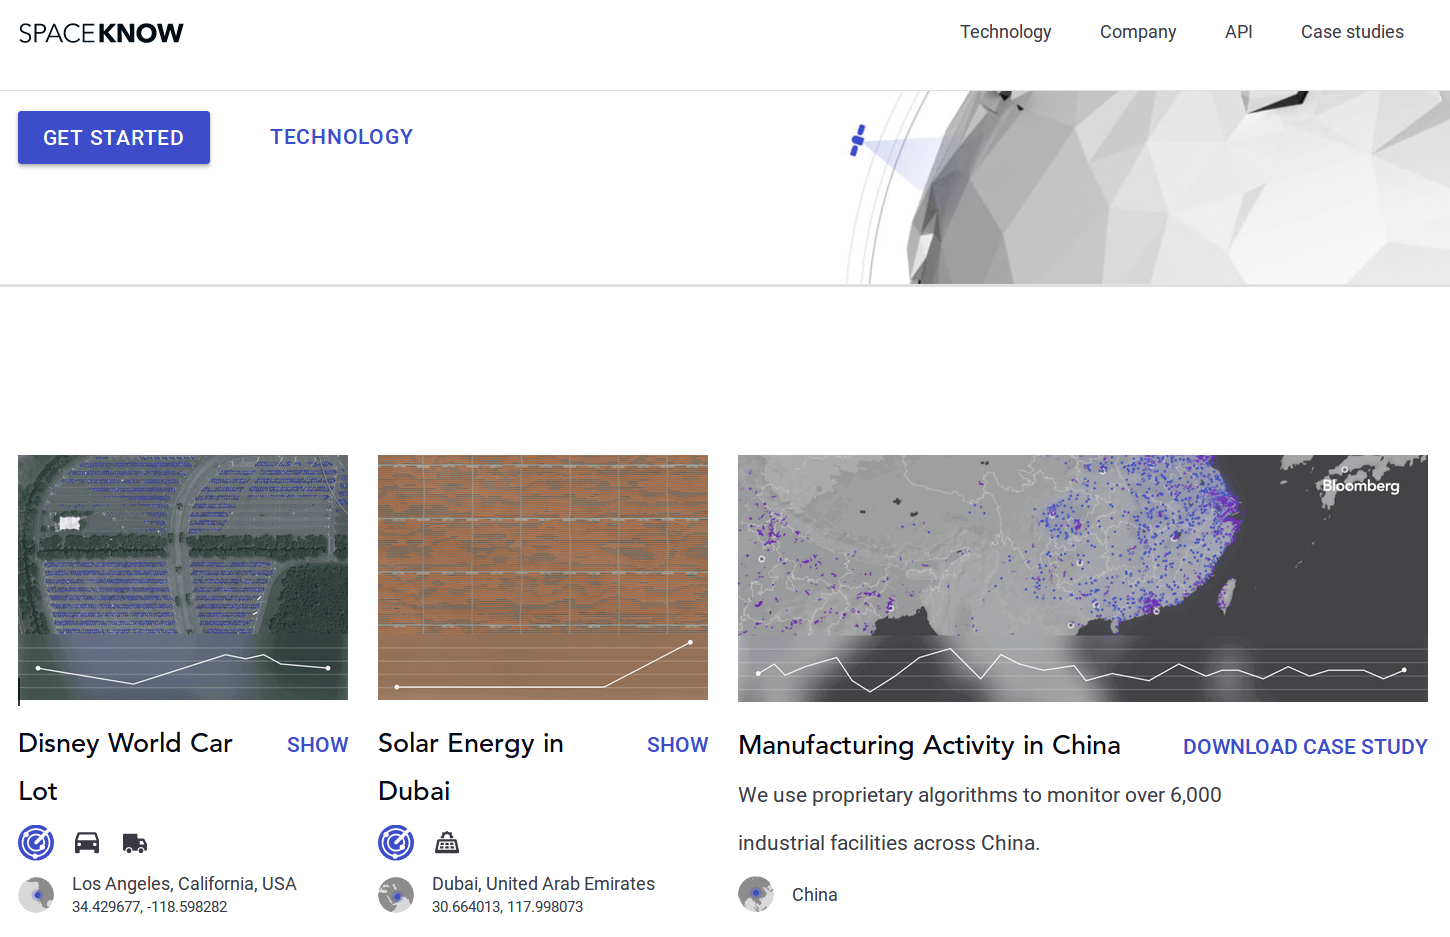 SPACEKNOW
Technology
Company
API
Case studies
GET STARTED
TECHNOLOGY
Bloomberg
Disney World Car
Lot
SHOW
Los Angeles, California, USA
34.429677, -118.598282
Solar Energy in
Dubai
SHOW
Dubai, United Arab Emirates
30.664013, 117.998073
Manufacturing Activity in China
DOWNLOAD CASE STUDY
We use proprietary algorithms to monitor over 6,000
industrial facilities across China.
China